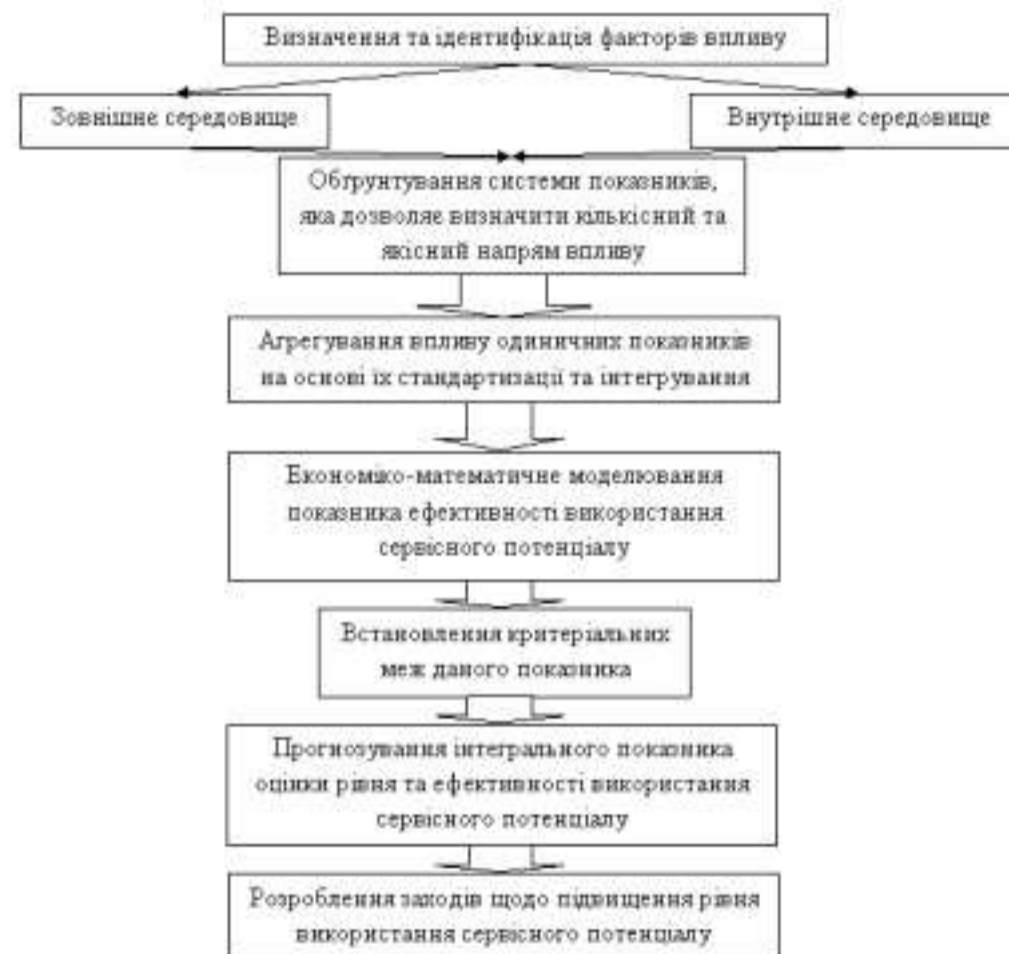 Визначення та ідентифікація факторів впливу
Зовнішнє середовище
Внутрішнє середовище
Обґрунтування системи показників,
яка дозволяє визначити кількісний та
якісний напрям впливу
Агрегування впливу одиничних показників
на основі їх стандартизації та інтегрування
Економіко-математичне моделювання
показника ефективності використання
сервісного потенціалу
Встановлення критеріальних
меж даного показника
Прогнозування інтегрального показника
оцінки рівня та ефективності використання
сервісного потенціалу
Розроблення заходів щодо підвищення рівня
використання сервісного потенціалу